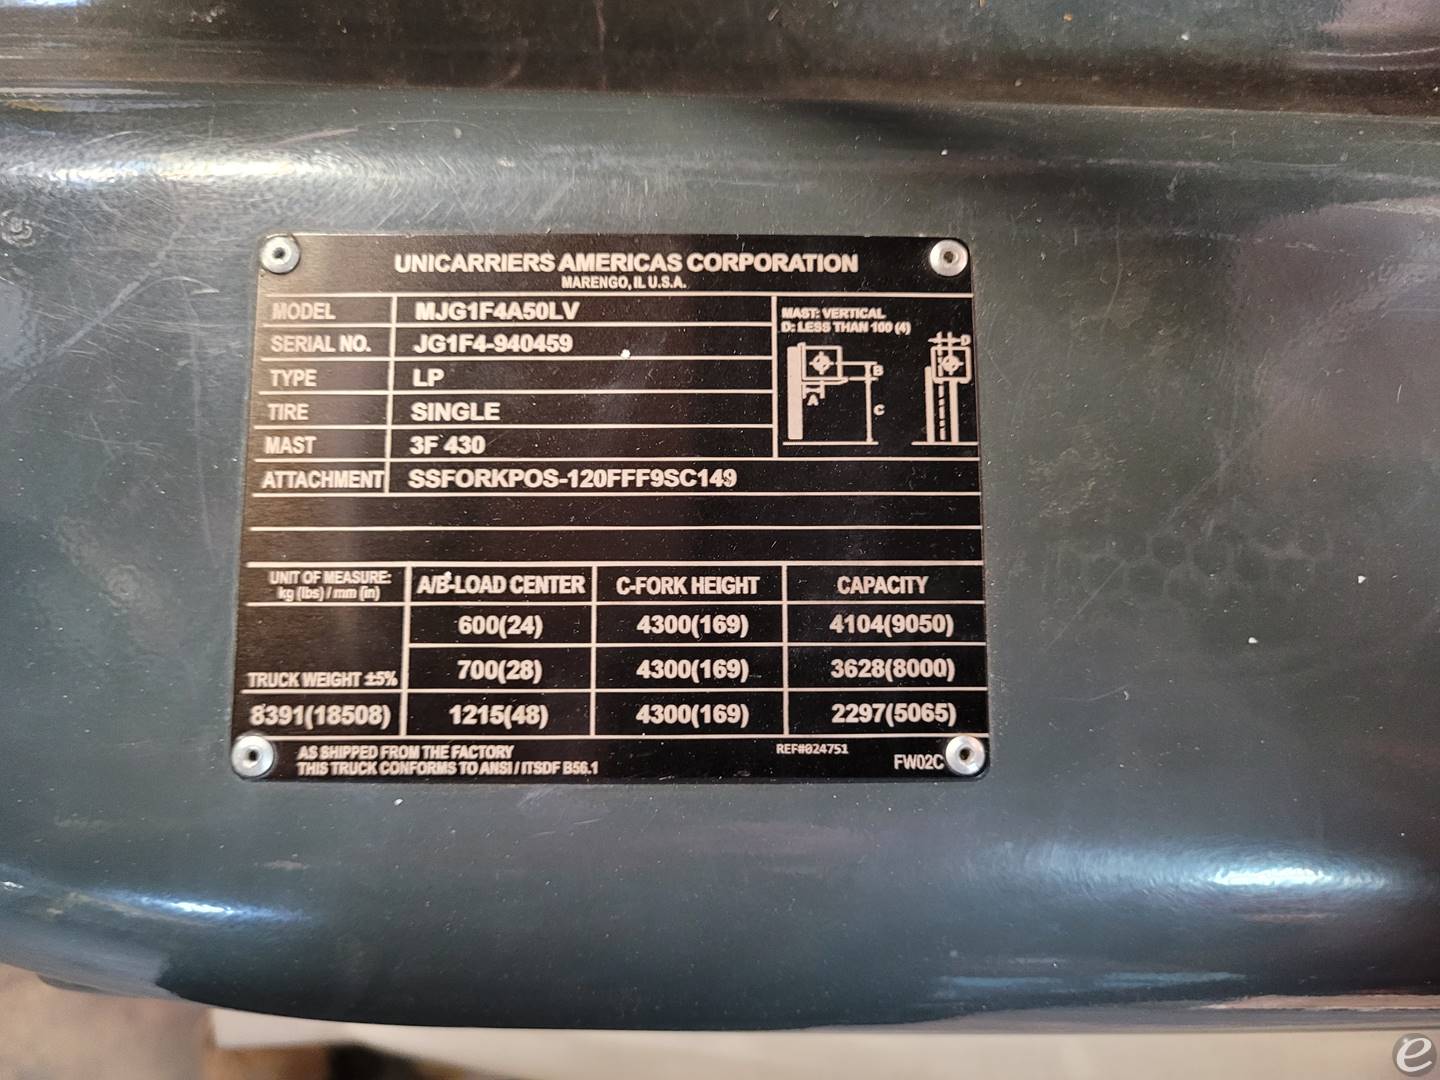 UNICARRIERS AMERICAS CORPORATION
MARENGO, IL U.S.A.
MODEL MJG1F4A50LV
SERIAL NO. JG1F4-940459
TYPE LP
TIRE SINGLE
MAST 3F 430
ATTACHMENT SSFORKPOS-120FFF9SC149
MAST: VERTICAL
D: LESS THAN 100 (4)
D
B
A
C
UNIT OF MEASURE:
kg (lbs) / mm (in)
A/B-LOAD CENTER C-FORK HEIGHT CAPACITY
600(24) 4300(169) 4104(9050)
TRUCK WEIGHT ±5% 700(28) 4300(169) 3628(8000)
8391(18508) 1215(48) 4300(169) 2297(5065)
AS SHIPPED FROM THE FACTORY REF#024751
THIS TRUCK CONFORMS TO ANSI / ITSDF B56.1 FW02C
e